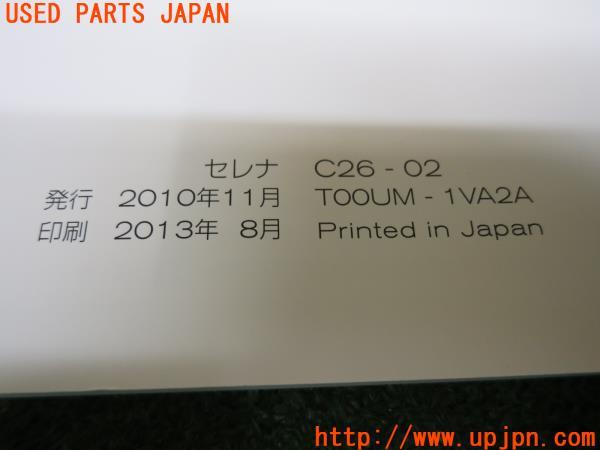 USED PARTS JAPAN
セレナ C26 - 02
発行 2010年11月 T00UM - 1VA2A
印刷 2013年 8月 Printed in Japan
http://www.upjpn.com